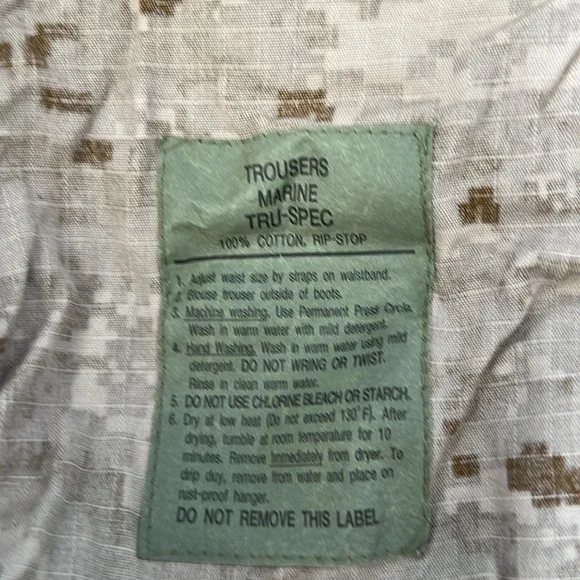 TROUSERS
MARINE
TRU-SPEC
100% COTTON, RIP-STOP
1. Adjust waist size by straps on waistband.
2. Blouse trouser outside of boots.
3. Machine washing. Use Permanent Press Circle.
Wash in warm water with mild detergent.
4. Hand Washing. Wash in warm water using mild
detergent. DO NOT WRING OR TWIST.
Rinse in clean warm water.
5. DO NOT USE CHLORINE BLEACH OR STARCH.
6. Dry at low heat (Do not exceed 130°F). After
drying, tumble at room temperature for 10
minutes. Remove Immediately from dryer. To
drip duy, remove from water and place on
rust-proof hanger.
DO NOT REMOVE THIS LABEL